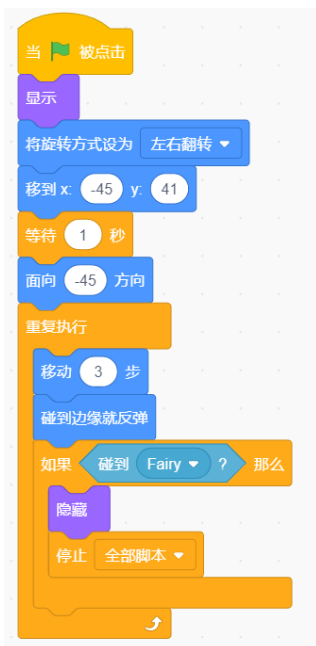 当 被点击
显示
将旋转方式设为 左右翻转
移到 x: -45 y: 41
等待 1 秒
面向 -45 方向
重复执行
移动 3 步
碰到边缘就反弹
如果 碰到 Fairy ? 那么
隐藏
停止 全部脚本